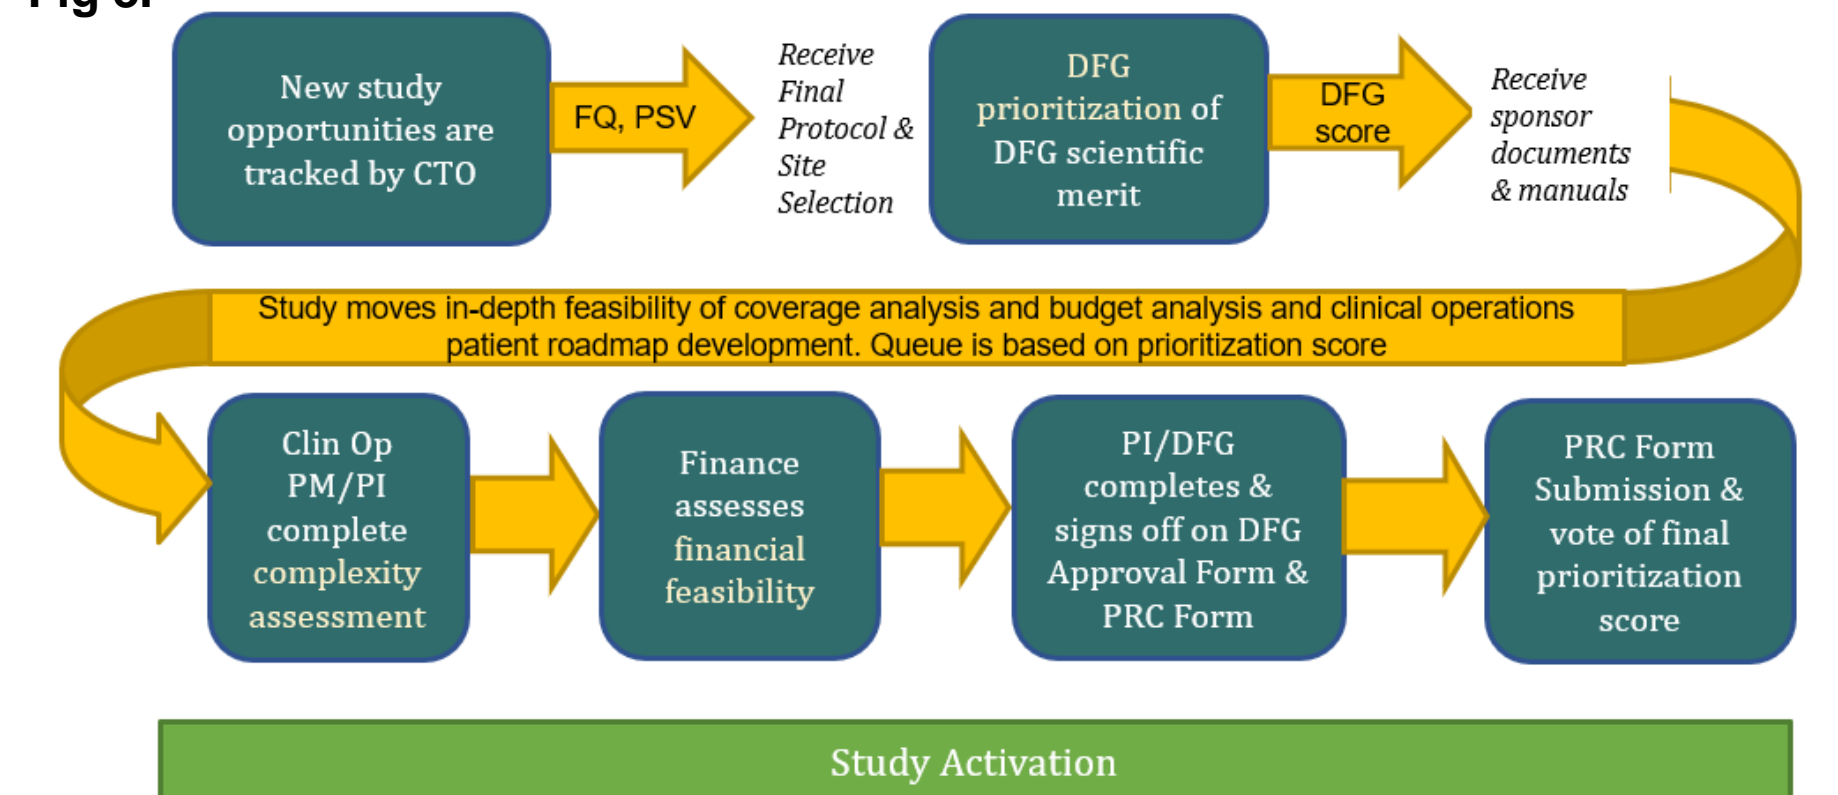 New study
opportunities are
tracked by CTO
FQ, PSV
Receive
Final
Protocol &
Site
Selection
DFG
prioritization of
DFG scientific
merit
DFG
score
Receive
sponsor
documents
& manuals
Study moves in-depth feasibility of coverage analysis and budget analysis and clinical operations
patient roadmap development. Queue is based on prioritization score
Clin Op
PM/PI
complete
complexity
assessment
Finance
assesses
financial
feasibility
PI/DFG
completes &
signs off on DFG
Approval Form &
PRC Form
PRC Form
Submission &
vote of final
prioritization
score
Study Activation